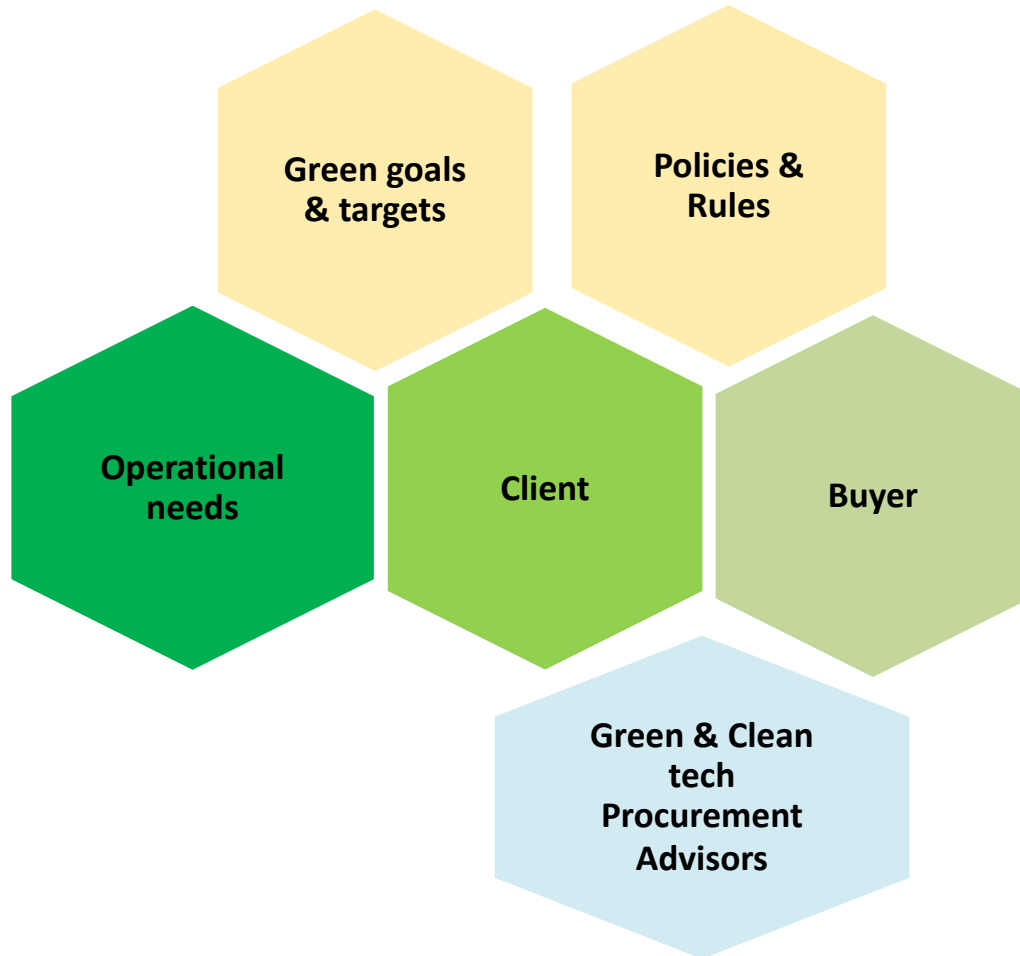 Green goals
& targets
Policies &
Rules
Operational
needs
Client
Buyer
Green & Clean
tech
Procurement
Advisors